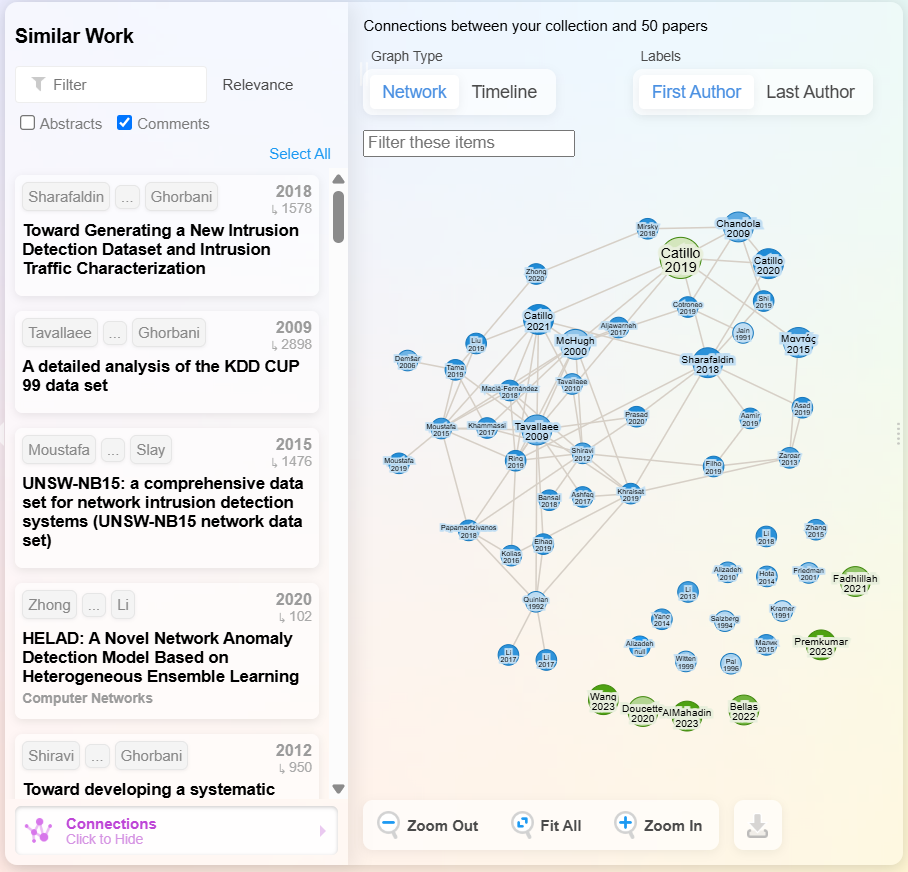 Similar Work
Filter
Relevance
Abstracts
Comments
Select All
Sharafaldin
...
Ghorbani
2018
1578
Toward Generating a New Intrusion
Detection Dataset and Intrusion
Traffic Characterization
Tavallaee
...
Ghorbani
2009
2898
A detailed analysis of the KDD CUP
99 data set
Moustafa
...
Slay
2015
1476
UNSW-NB15: a comprehensive data
set for network intrusion detection
systems (UNSW-NB15 network data
set)
Zhong
...
Li
2020
102
HELAD: A Novel Network Anomaly
Detection Model Based on
Heterogeneous Ensemble Learning
Computer Networks
Shiravi
...
Ghorbani
2012
950
Toward developing a systematic
Connections
Click to Hide
Connections between your collection and 50 papers
Graph Type
Labels
Network
Timeline
First Author
Last Author
Filter these items
Mirsky
2018
Chandola
2009
Catillo
2019
Catillo
2020
Zhong
2020
Shi
2019
Cotroneo
2019
Catillo
2021
Aljawarneh
2017
Jain
1991
Μαντάς
2015
McHugh
2000
Liu
2019
Demšar
2006
Sharafaldin
2018
Tama
2019
Tavallaee
2010
Maciá-Fernández
2018
Asad
2019
Prasad
2020
Aamir
2019
Moustafa
2015
Khammassi
2017
Tavallaee
2009
Shiravi
2012
Zargar
2013
Moustafa
2019
Ring
2019
Filho
2019
Khraisat
2019
Bansal
2018
Ashfaq
2017
Papamartzivanos
2018
Zhang
2015
Li
2018
Elhag
2019
Kolias
2016
Alizadeh
2010
Hota
2014
Friedman
2001
Fadhlillah
2021
Li
2013
Quinlan
1992
Kramer
1991
Yang
2014
Salzberg
1994
Alizadeh
null
Малик
2015
Premkumar
2023
Li
2017
Li
2017
Witten
1999
Pal
1996
Wang
2023
Doucette
2020
AlMahadin
2023
Bellas
2022
Zoom Out
Fit All
Zoom In